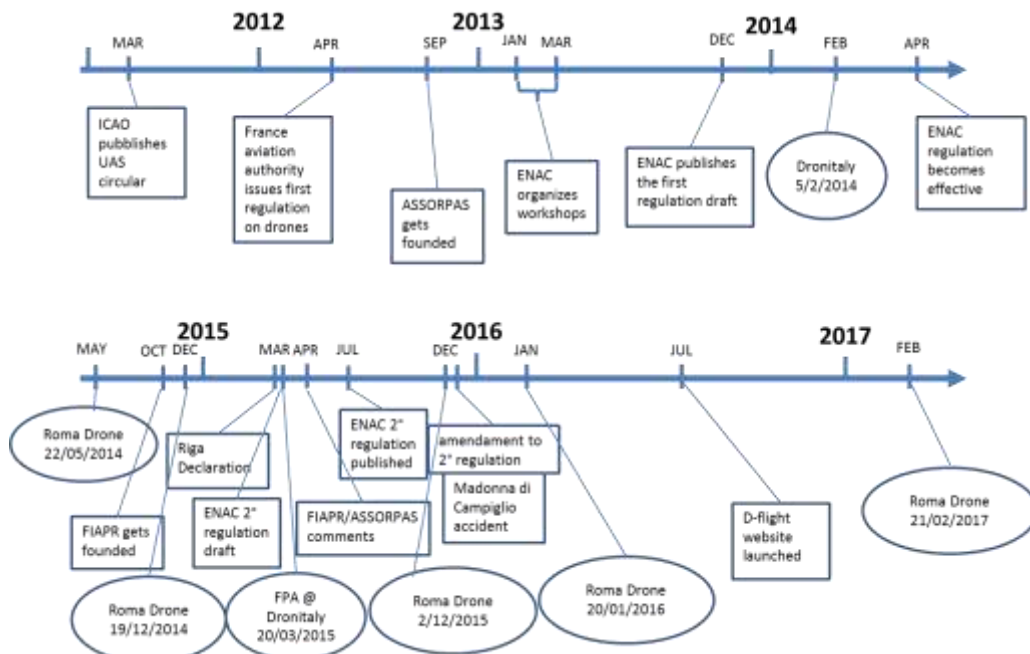 2012
2013
2014
MAR
APR
SEP
JAN
MAR
DEC
FEB
APR
ICAO
pubblishes
UAS
circular
France
aviation
authority
issues first
regulation
on drones
ASSORPAS
gets
founded
ENAC
organizes
workshops
ENAC publishes
the first
regulation draft
Dronitaly
5/2/2014
ENAC
regulation
becomes
effective
2015
2016
2017
MAY
OCT
DEC
MAR
APR
JUL
DEC
JAN
JUL
FEB
Roma Drone
22/05/2014
FIAPR gets
founded
Roma Drone
19/12/2014
Riga
Declaration
ENAC 2°
regulation
draft
FPA @
Dronitaly
20/03/2015
FIAPR/ASSORPAS
comments
ENAC 2°
regulation
published
Roma Drone
2/12/2015
amendament to
2° regulation
Madonna di
Campiglio
accident
Roma Drone
20/01/2016
D-flight
website
launched
Roma Drone
21/02/2017